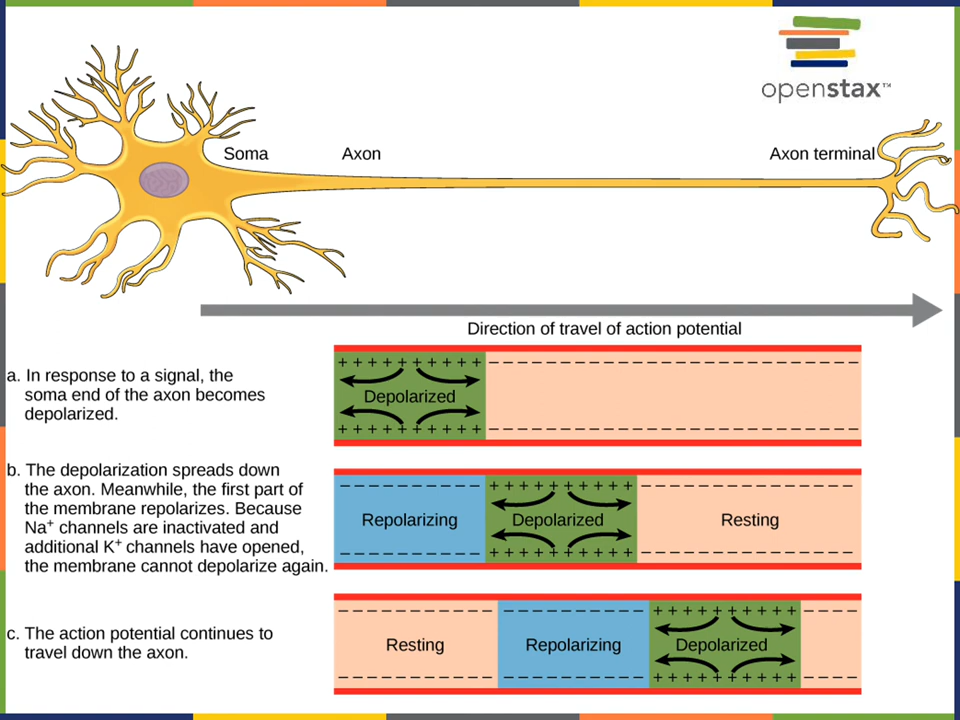 openstax™
Soma
Axon
Axon terminal
Direction of travel of action potential
a. In response to a signal, the
soma end of the axon becomes
depolarized.
+ + + + + + + + + + – – – – – – – – – – – – – – – – – – – – – – – – – – – –
Depolarized
+ + + + + + + + + + – – – – – – – – – – – – – – – – – – – – – – – – – – – –
b. The depolarization spreads down
the axon. Meanwhile, the first part of
the membrane repolarizes. Because
Na⁺ channels are inactivated and
additional K⁺ channels have opened,
the membrane cannot depolarize again.
– – – – – – – – – – + + + + + + + + + + – – – – – – – – – – – – – –
Repolarizing
Depolarized
Resting
– – – – – – – – – – + + + + + + + + + + – – – – – – – – – – – – – –
c. The action potential continues to
travel down the axon.
– – – – – – – – – – – – – – – – – – – – + + + + + + + + + + – – – –
Resting
Repolarizing
Depolarized
– – – – – – – – – – – – – – – – – – – – + + + + + + + + + + – – – –